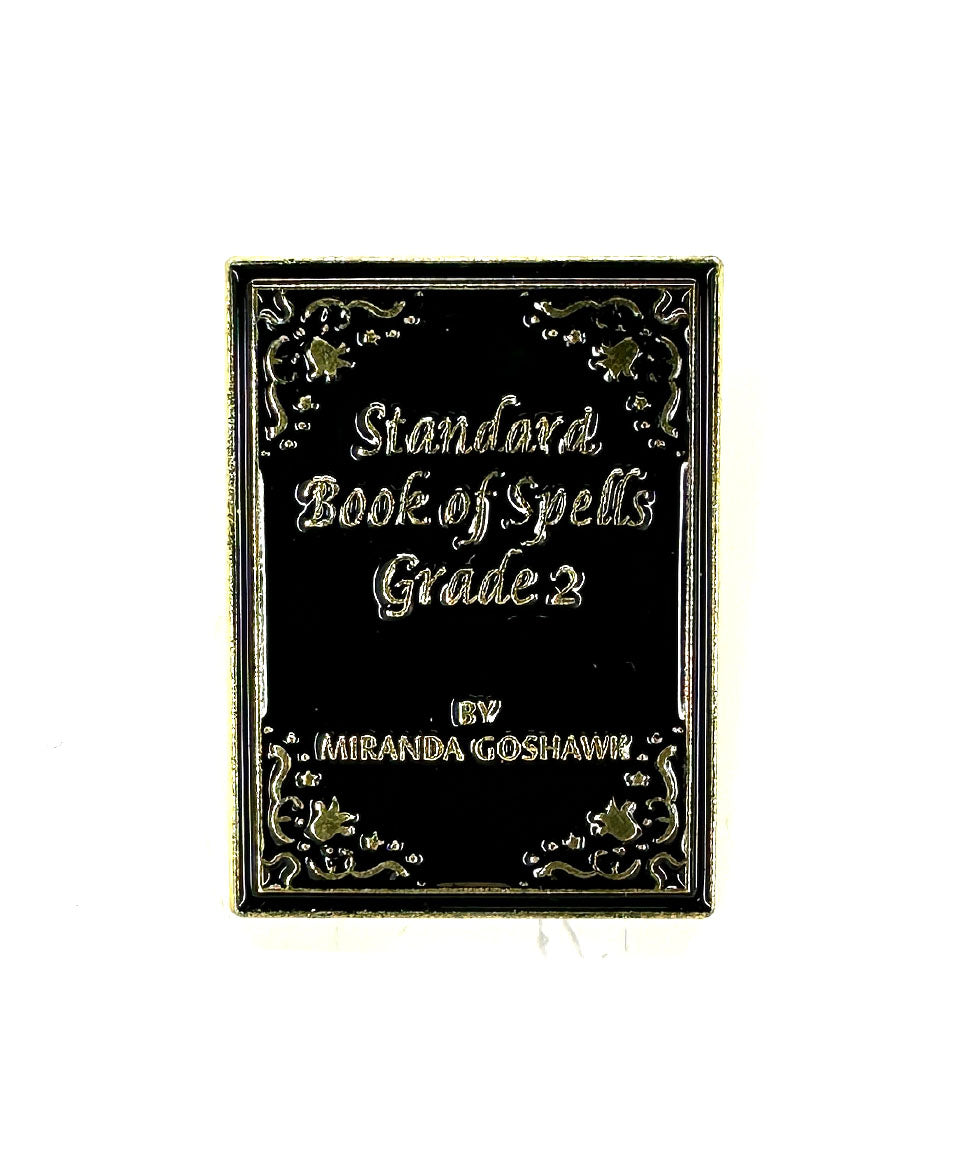 Standard
Book of Spells
Grade 2
BY
MIRANDA GOSHAWK